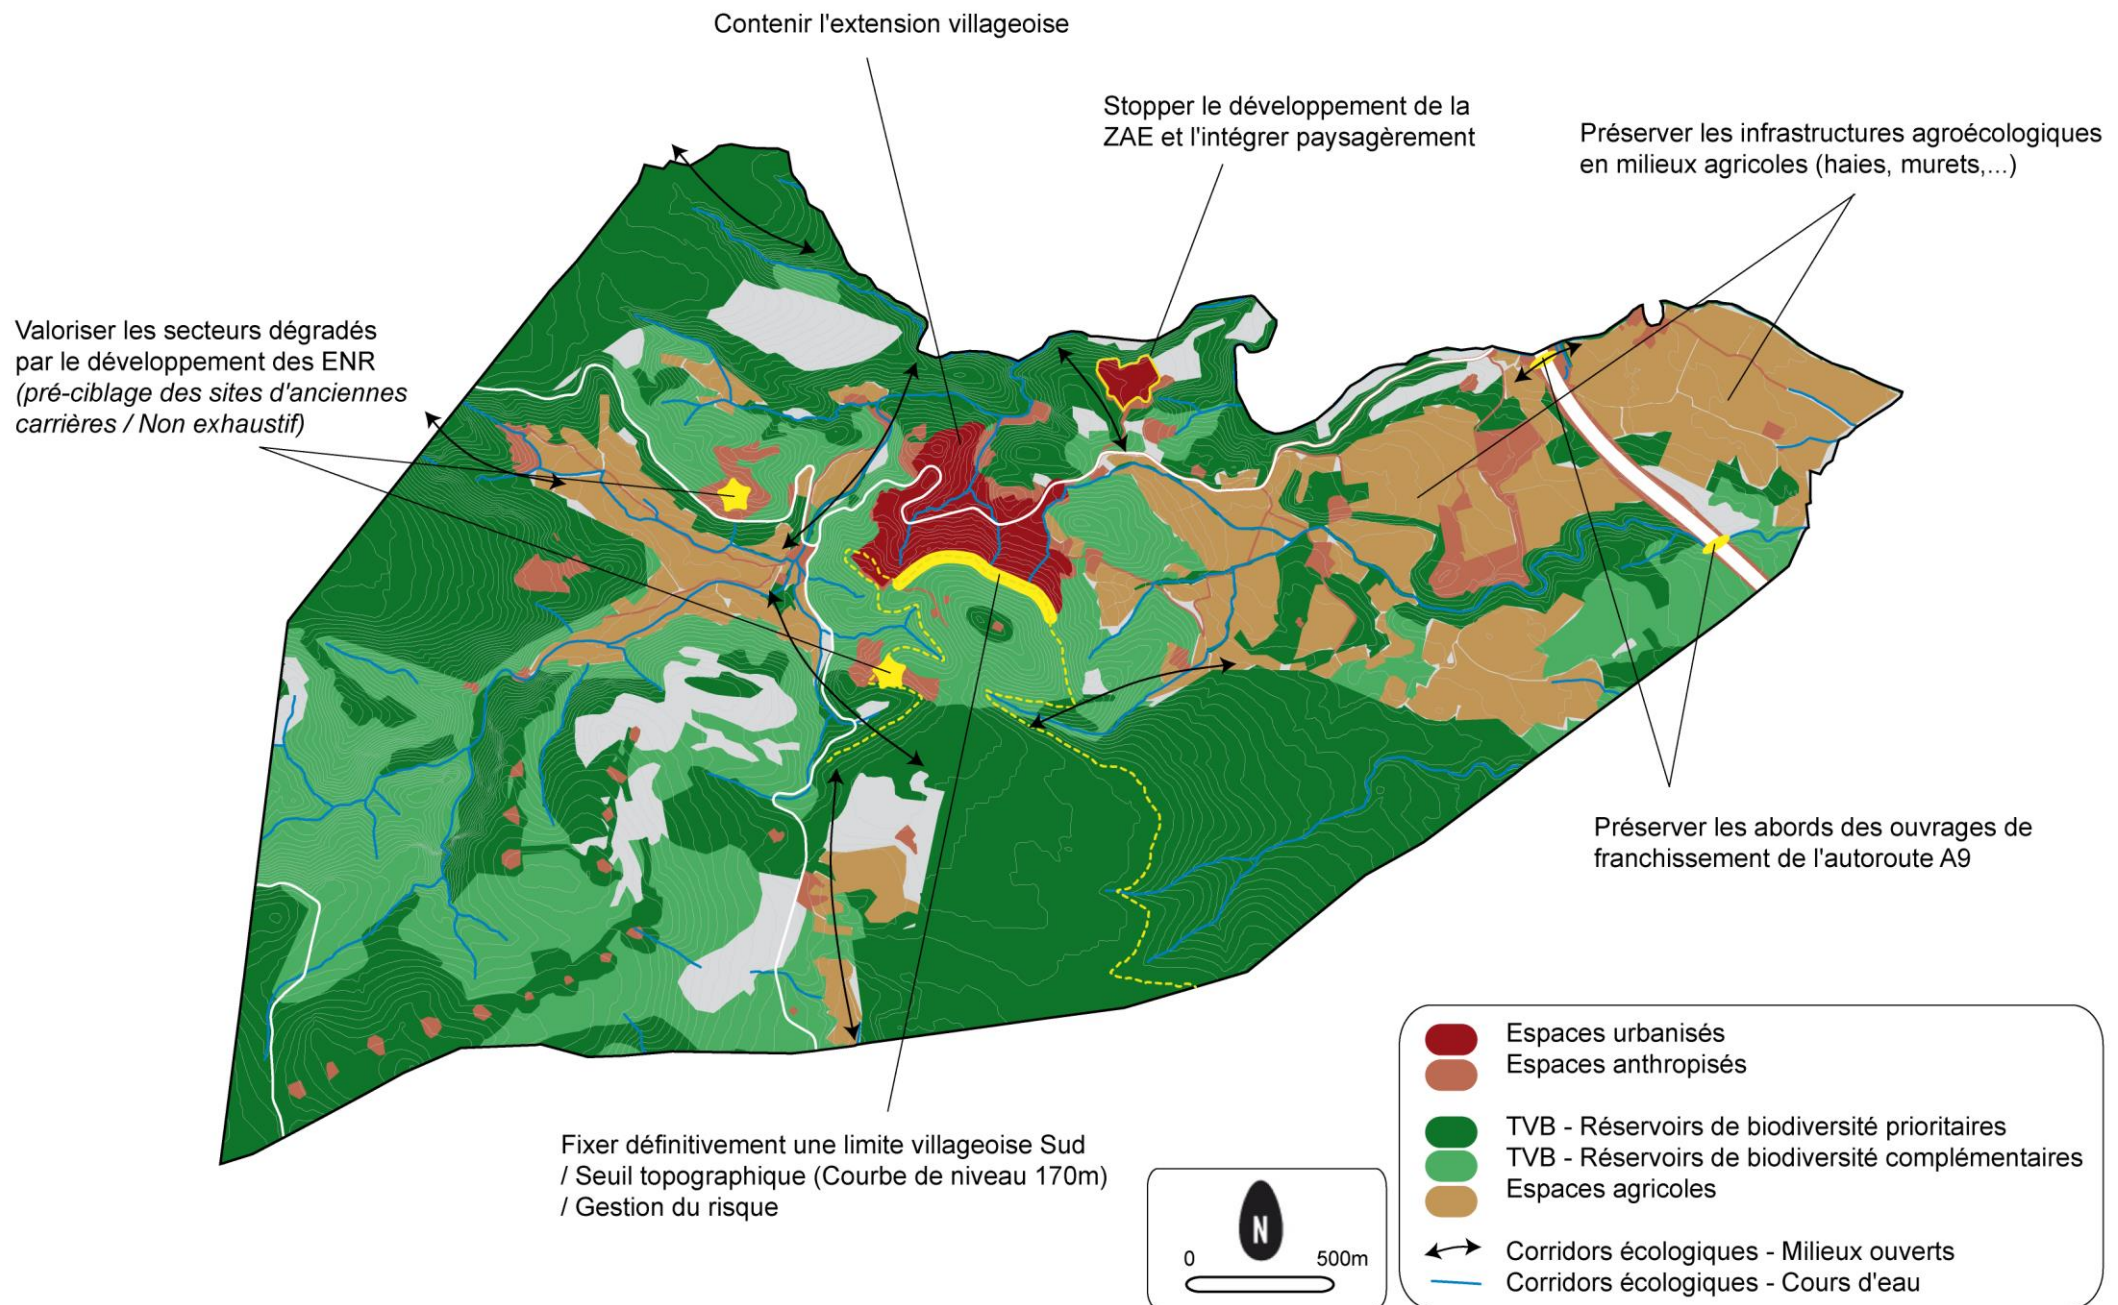 Contenir l'extension villageoise
Stopper le développement de la
ZAE et l'intégrer paysagèrement
Préserver les infrastructures agroécologiques
en milieux agricoles (haies, murets,...)
Valoriser les secteurs dégradés
par le développement des ENR
(pré-ciblage des sites d'anciennes
carrières / Non exhaustif)
Préserver les abords des ouvrages de
franchissement de l'autoroute A9
Fixer définitivement une limite villageoise Sud
/ Seuil topographique (Courbe de niveau 170m)
/ Gestion du risque
N
0 500m
Espaces urbanisés
Espaces anthropisés
TVB - Réservoirs de biodiversité prioritaires
TVB - Réservoirs de biodiversité complémentaires
Espaces agricoles
Corridors écologiques - Milieux ouverts
Corridors écologiques - Cours d'eau